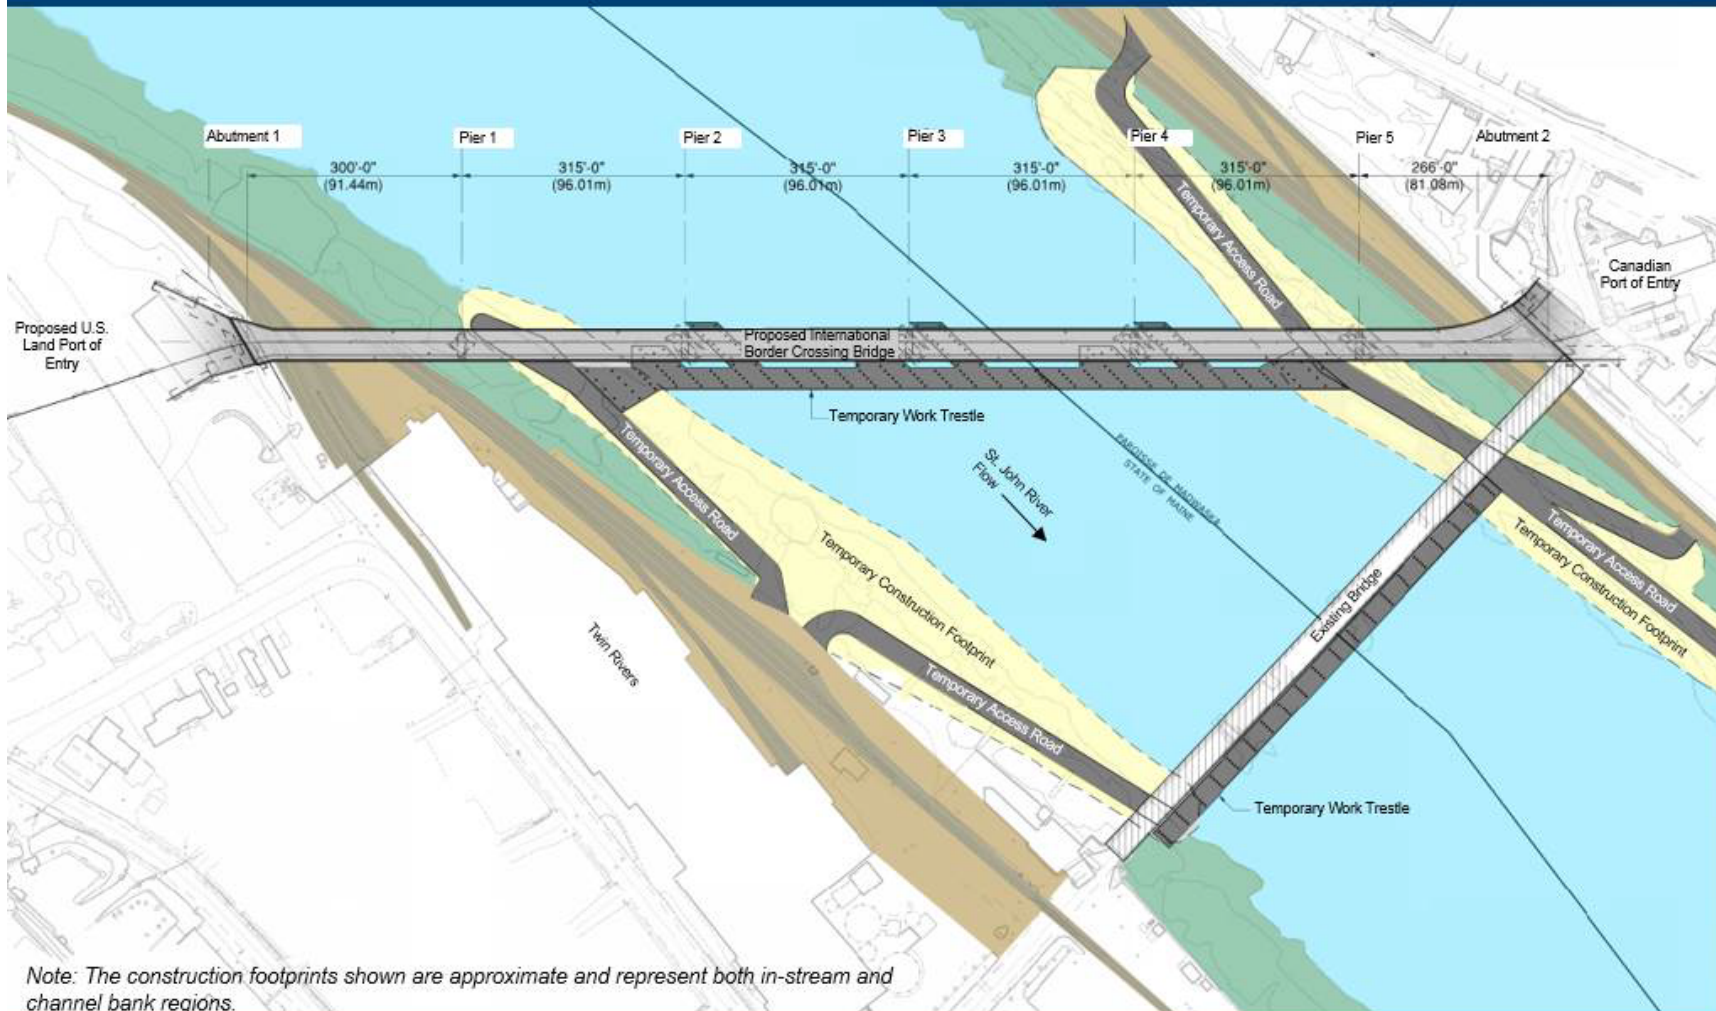 Abutment 1
Pier 1
Pier 2
Pier 3
Pier 4
Pier 5
Abutment 2
300'-0"
(91.44m)
315'-0"
(96.01m)
315'-0"
(96.01m)
315'-0"
(96.01m)
315'-0"
(96.01m)
266'-0"
(81.08m)
Temporary Access Road
Canadian
Port of Entry
Proposed U.S.
Land Port of
Entry
Proposed International
Border Crossing Bridge
Temporary Work Trestle
Temporary Access Road
St. John River
Flow
PAROISSE DE MADWASKA
STATE OF MAINE
Temporary Construction Footprint
Temporary Access Road
Temporary Construction Footprint
Existing Bridge
Twin Rivers
Temporary Access Road
Temporary Work Trestle
Note: The construction footprints shown are approximate and represent both in-stream and
channel bank regions.